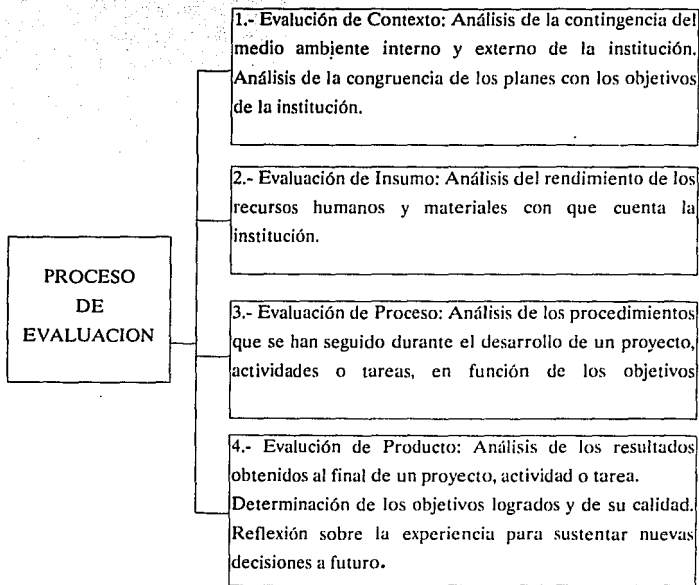 1.- Evalución de Contexto: Análisis de la contingencia del
medio ambiente interno y externo de la institución.
Análisis de la congruencia de los planes con los objetivos
de la institución.
2.- Evaluación de Insumo: Análisis del rendimiento de los
recursos humanos y materiales con que cuenta la
institución.
PROCESO
DE
EVALUACION
3.- Evaluación de Proceso: Análisis de los procedimientos
que se han seguido durante el desarrollo de un proyecto,
actividades o tareas, en función de los objetivos
4.- Evalución de Producto: Análisis de los resultados
obtenidos al final de un proyecto, actividad o tarea.
Determinación de los objetivos logrados y de su calidad.
Reflexión sobre la experiencia para sustentar nuevas
decisiones a futuro.